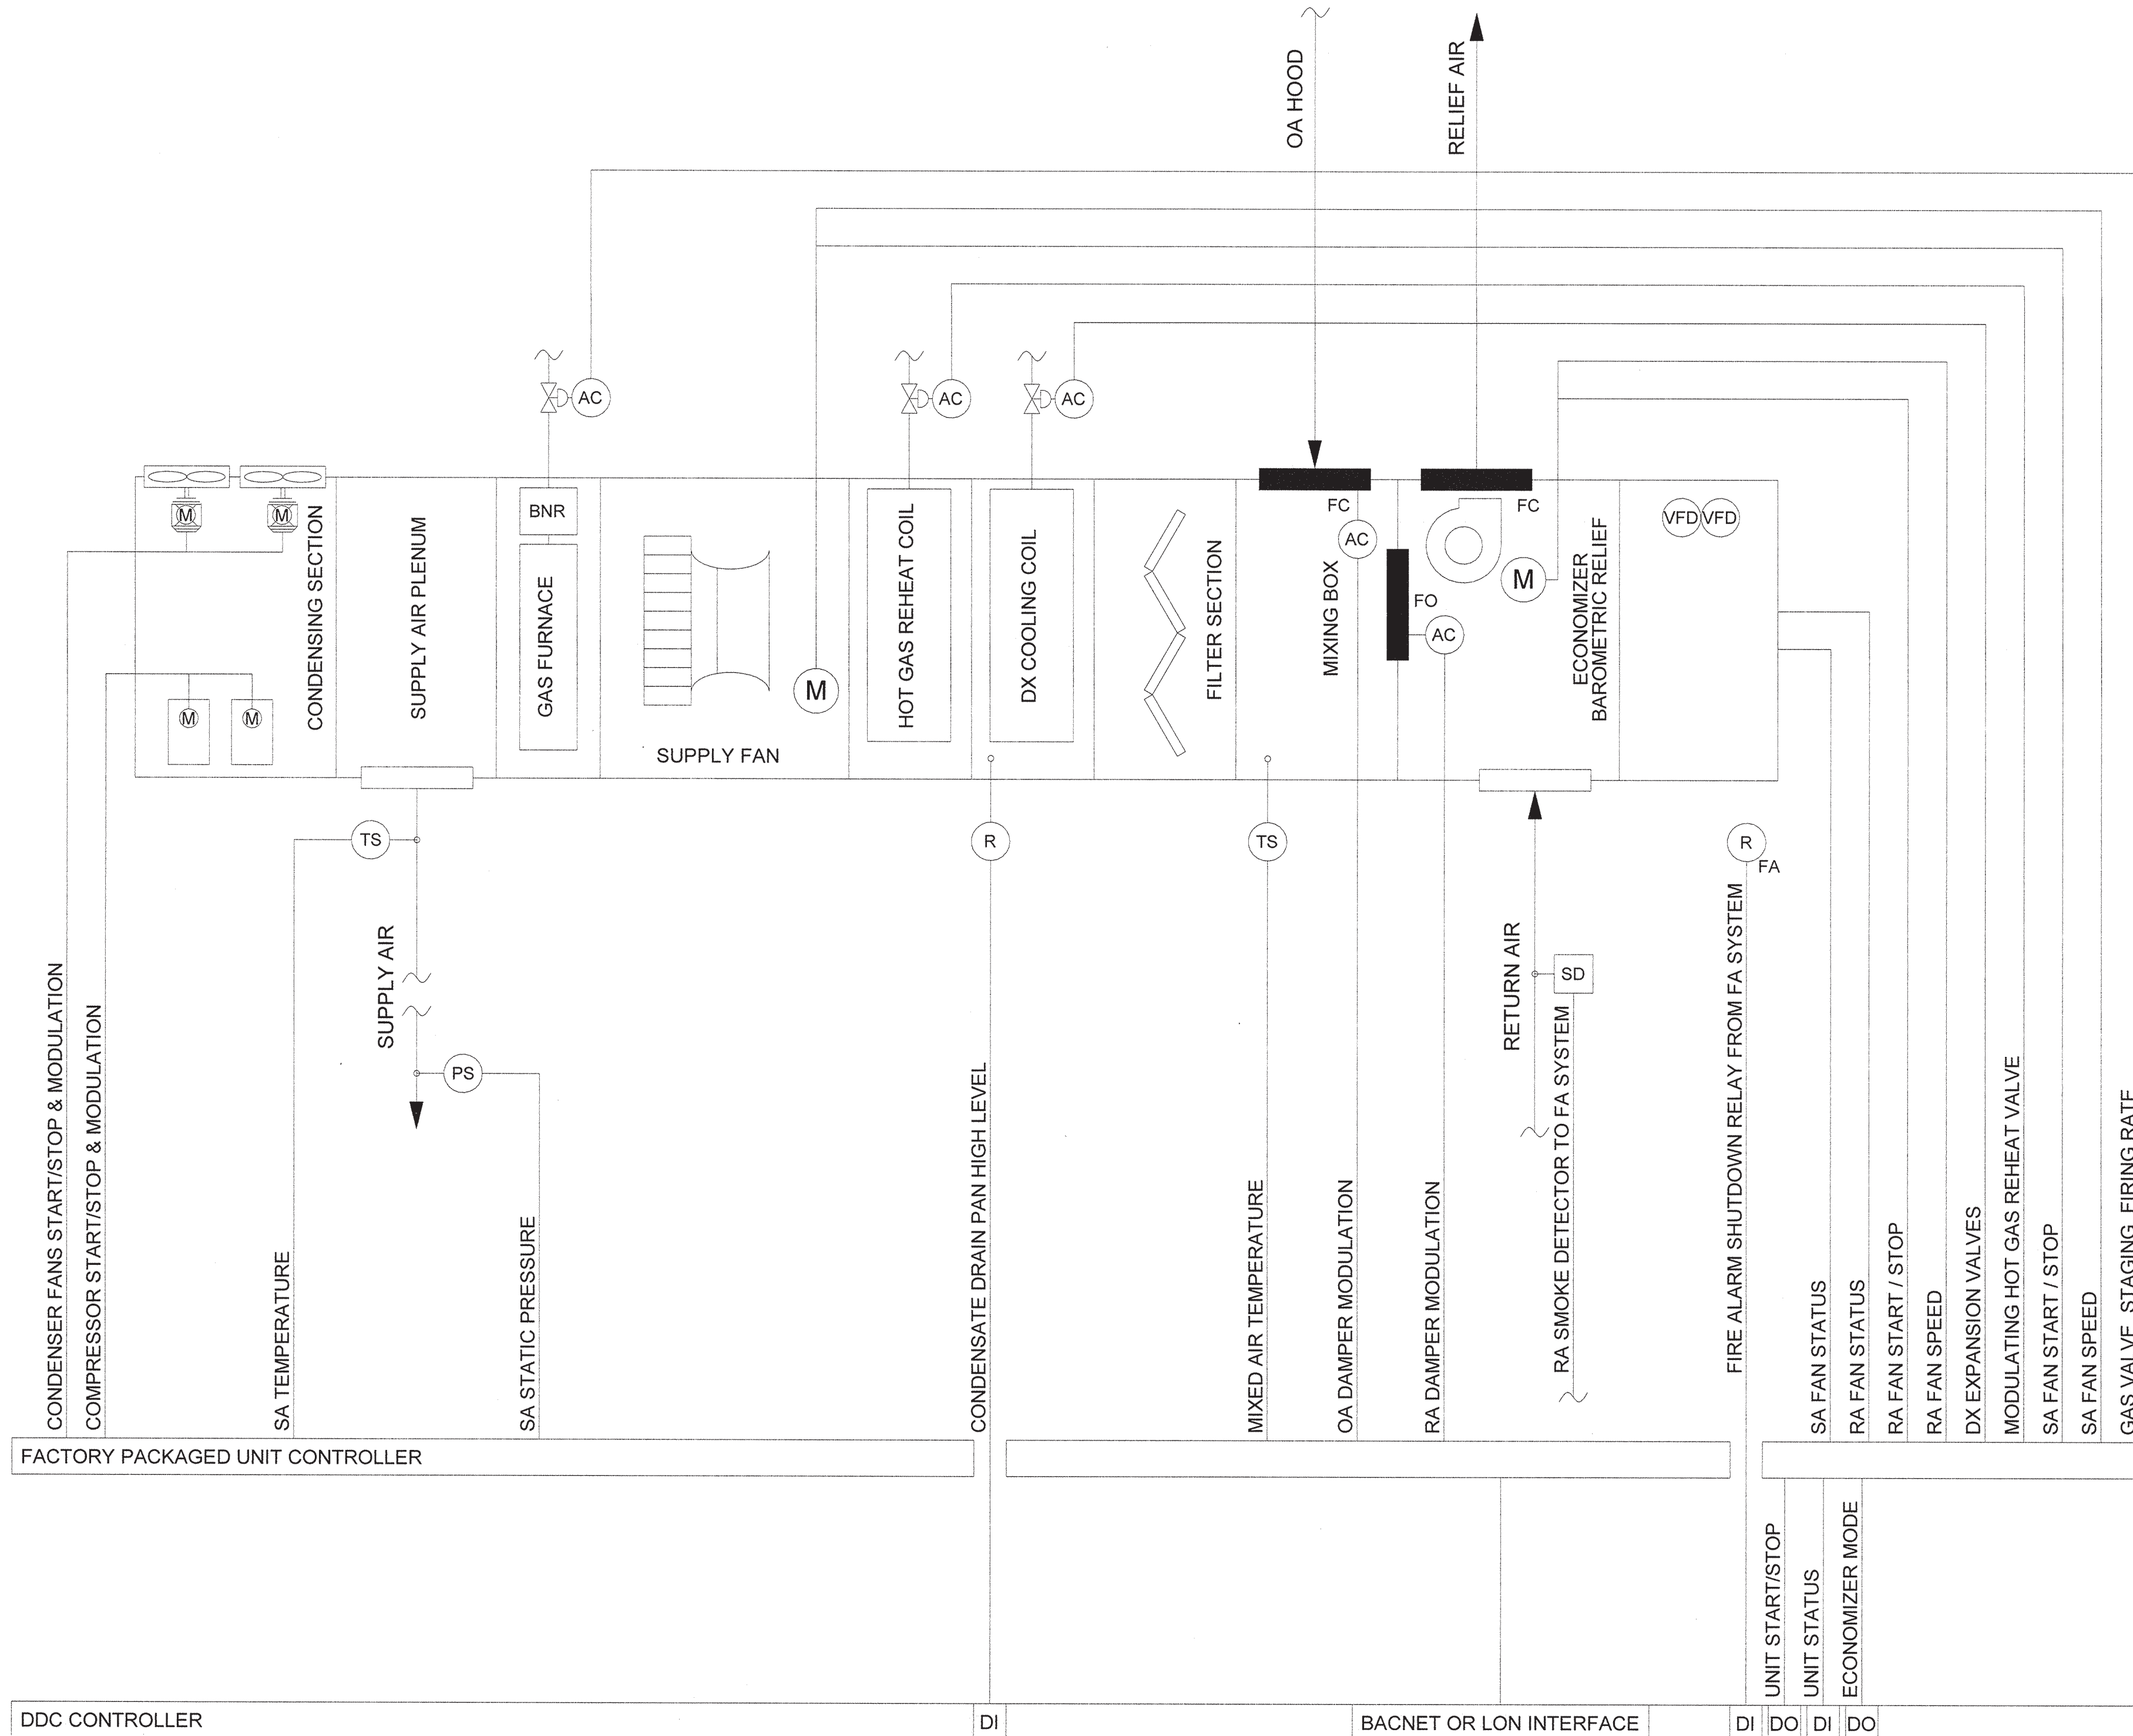 OA HOOD
RELIEF AIR
AC
AC
AC
M
M
CONDENSING SECTION
SUPPLY AIR PLENUM
BNR
GAS FURNACE
SUPPLY FAN
M
HOT GAS REHEAT COIL
DX COOLING COIL
FILTER SECTION
MIXING BOX
FC
AC
FC
FO
AC
M
ECONOMIZER
BAROMETRIC RELIEF
VFD
VFD
M
M
TS
R
TS
R
FA
SUPPLY AIR
PS
RETURN AIR
SD
CONDENSER FANS START/STOP & MODULATION
COMPRESSOR START/STOP & MODULATION
SA TEMPERATURE
SA STATIC PRESSURE
CONDENSATE DRAIN PAN HIGH LEVEL
MIXED AIR TEMPERATURE
OA DAMPER MODULATION
RA DAMPER MODULATION
RA SMOKE DETECTOR TO FA SYSTEM
FIRE ALARM SHUTDOWN RELAY FROM FA SYSTEM
SA FAN STATUS
RA FAN STATUS
RA FAN START / STOP
RA FAN SPEED
DX EXPANSION VALVES
MODULATING HOT GAS REHEAT VALVE
SA FAN START / STOP
SA FAN SPEED
GAS VALVE STAGING, FIRING RATE
FACTORY PACKAGED UNIT CONTROLLER
UNIT START/STOP
UNIT STATUS
ECONOMIZER MODE
DDC CONTROLLER
DI
BACNET OR LON INTERFACE
DI
DO
DI
DO